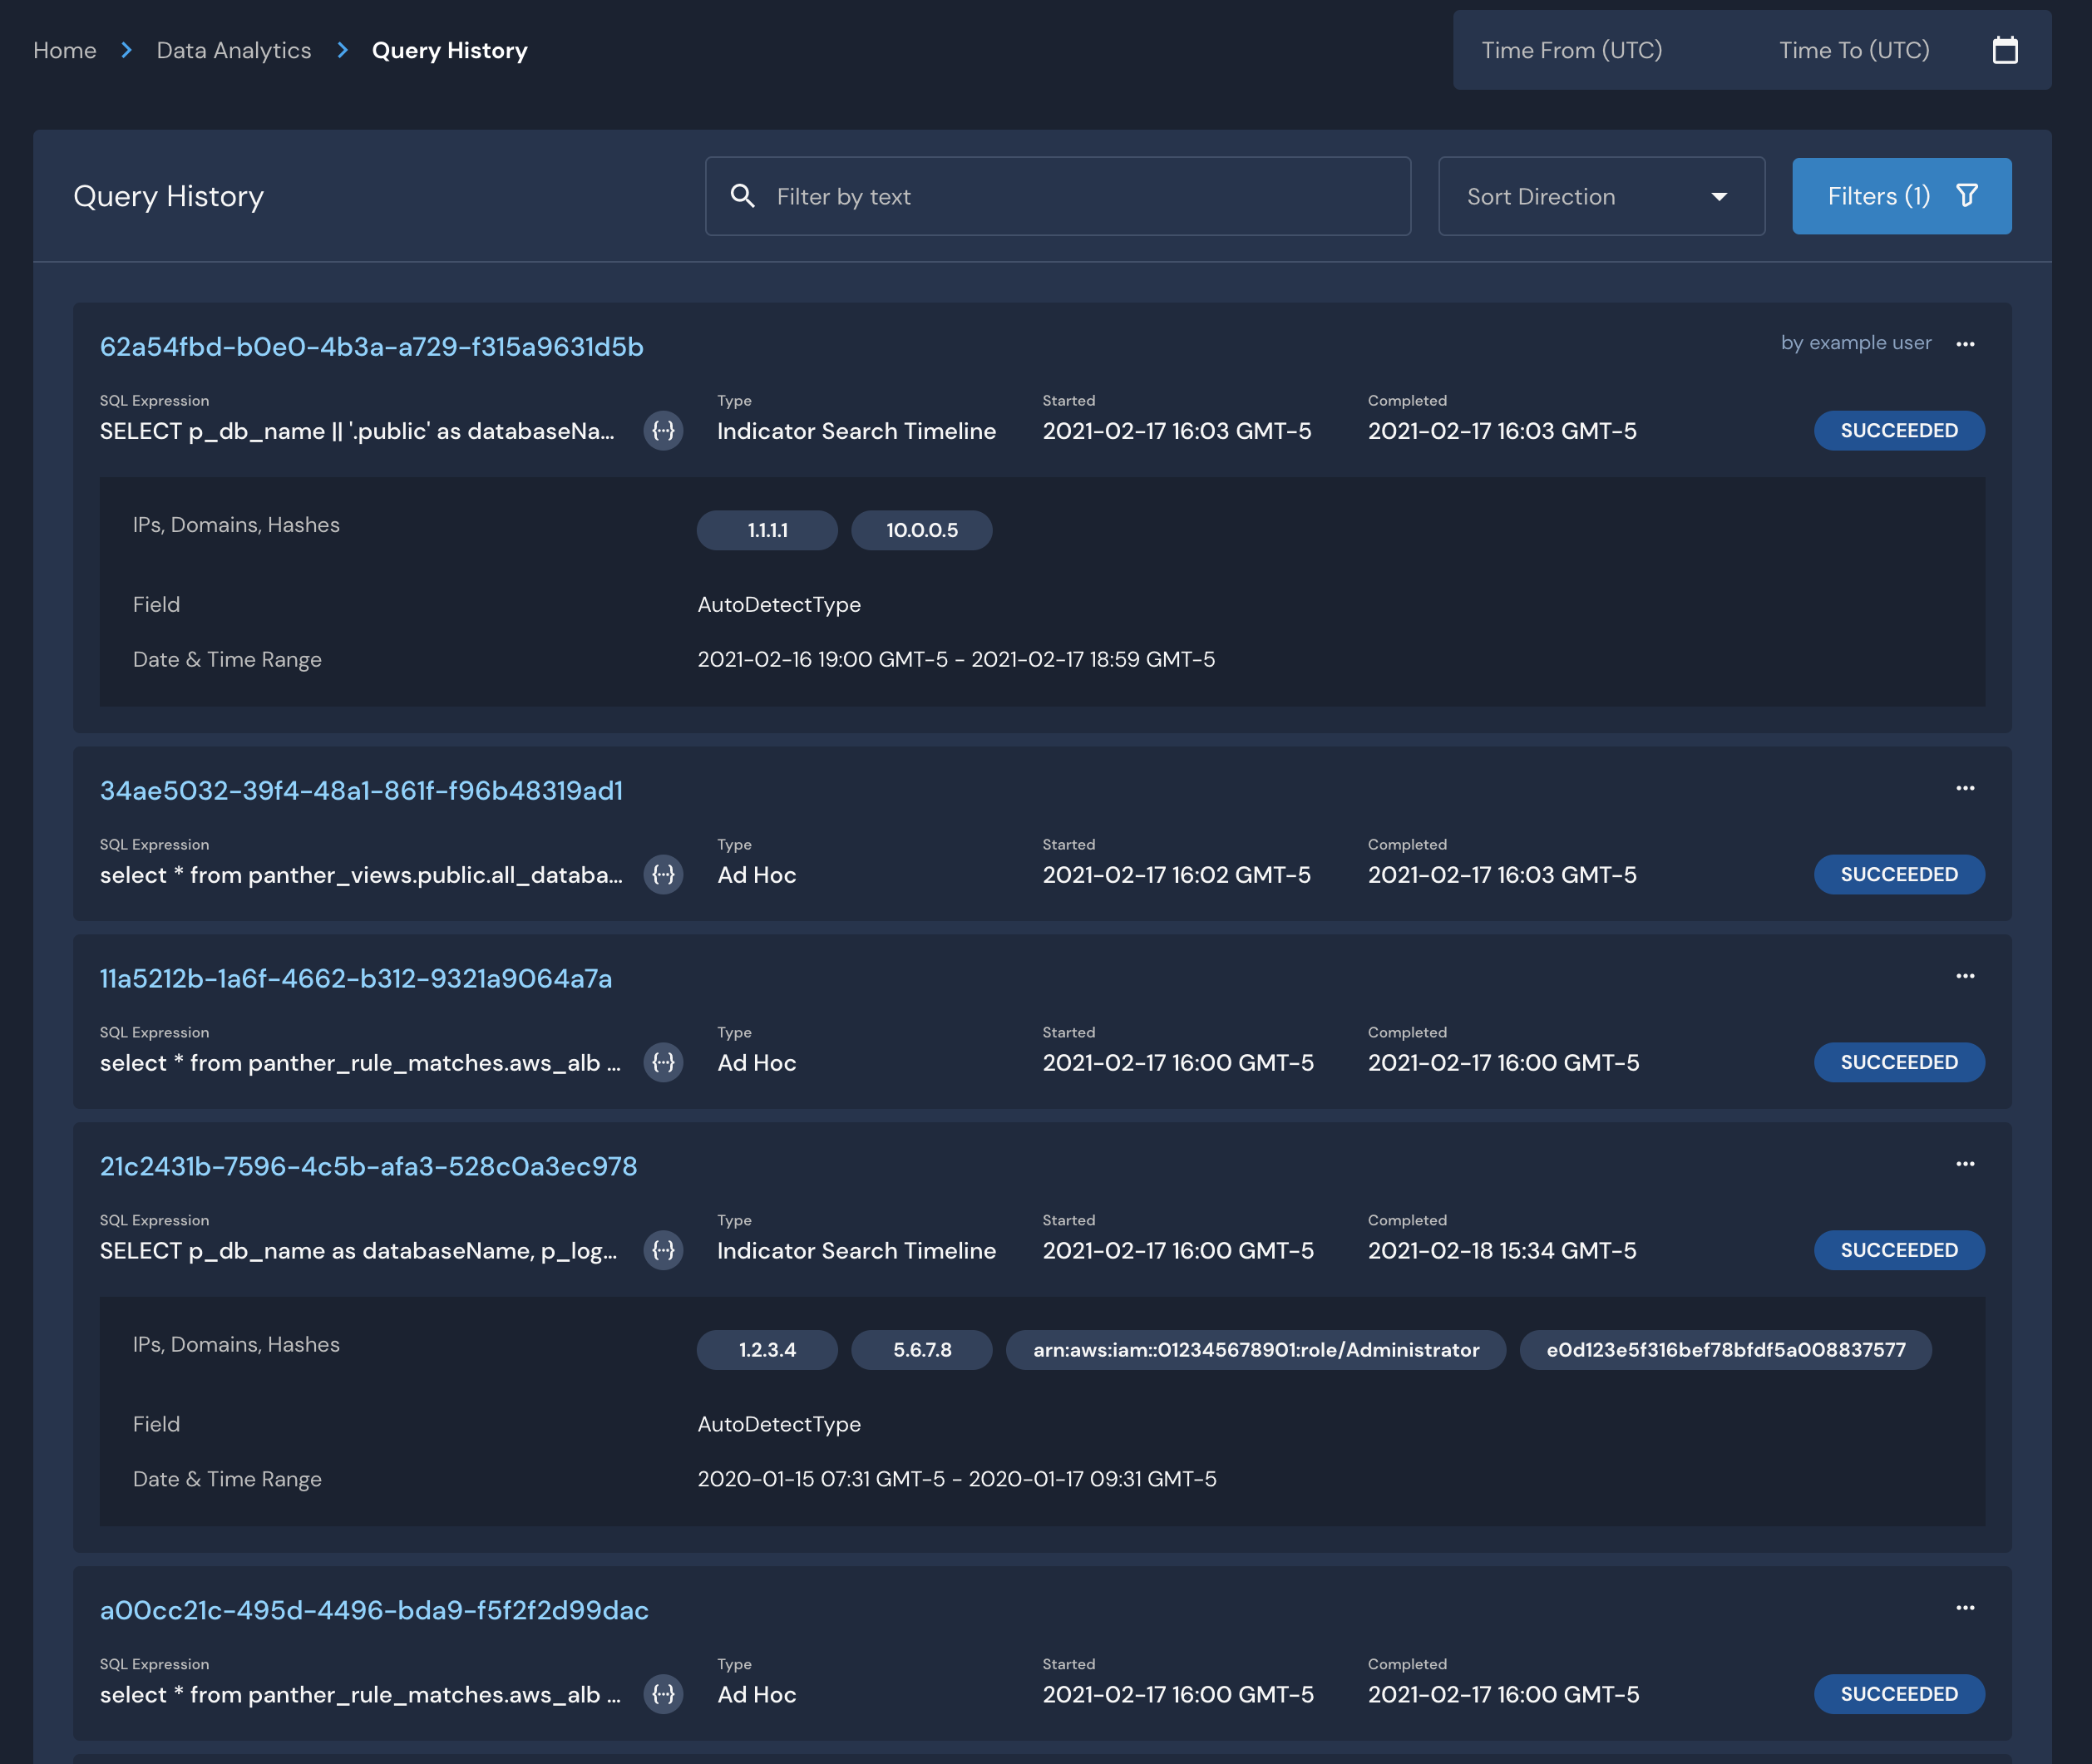 Home Data Analytics Query History Time From (UTC) Time To (UTC)
Query History Filter by text Sort Direction Filters (1)
62a54fbd-b0e0-4b3a-a729-f315a9631d5b by example user
SQL Expression Type Started Completed
SELECT p_db_name || '.public' as databaseNa... {···} Indicator Search Timeline 2021-02-17 16:03 GMT-5 2021-02-17 16:03 GMT-5 SUCCEEDED
IPs, Domains, Hashes 1.1.1.1 10.0.0.5
Field AutoDetectType
Date & Time Range 2021-02-16 19:00 GMT-5 - 2021-02-17 18:59 GMT-5
34ae5032-39f4-48a1-861f-f96b48319ad1
SQL Expression Type Started Completed
select * from panther_views.public.all_databa... {···} Ad Hoc 2021-02-17 16:02 GMT-5 2021-02-17 16:03 GMT-5 SUCCEEDED
11a5212b-1a6f-4662-b312-9321a9064a7a
SQL Expression Type Started Completed
select * from panther_rule_matches.aws_alb ... {···} Ad Hoc 2021-02-17 16:00 GMT-5 2021-02-17 16:00 GMT-5 SUCCEEDED
21c2431b-7596-4c5b-afa3-528c0a3ec978
SQL Expression Type Started Completed
SELECT p_db_name as databaseName, p_log... {···} Indicator Search Timeline 2021-02-17 16:00 GMT-5 2021-02-18 15:34 GMT-5 SUCCEEDED
IPs, Domains, Hashes 1.2.3.4 5.6.7.8 arn:aws:iam::012345678901:role/Administrator e0d123e5f316bef78bfdf5a008837577
Field AutoDetectType
Date & Time Range 2020-01-15 07:31 GMT-5 - 2020-01-17 09:31 GMT-5
a00cc21c-495d-4496-bda9-f5f2f2d99dac
SQL Expression Type Started Completed
select * from panther_rule_matches.aws_alb ... {···} Ad Hoc 2021-02-17 16:00 GMT-5 2021-02-17 16:00 GMT-5 SUCCEEDED